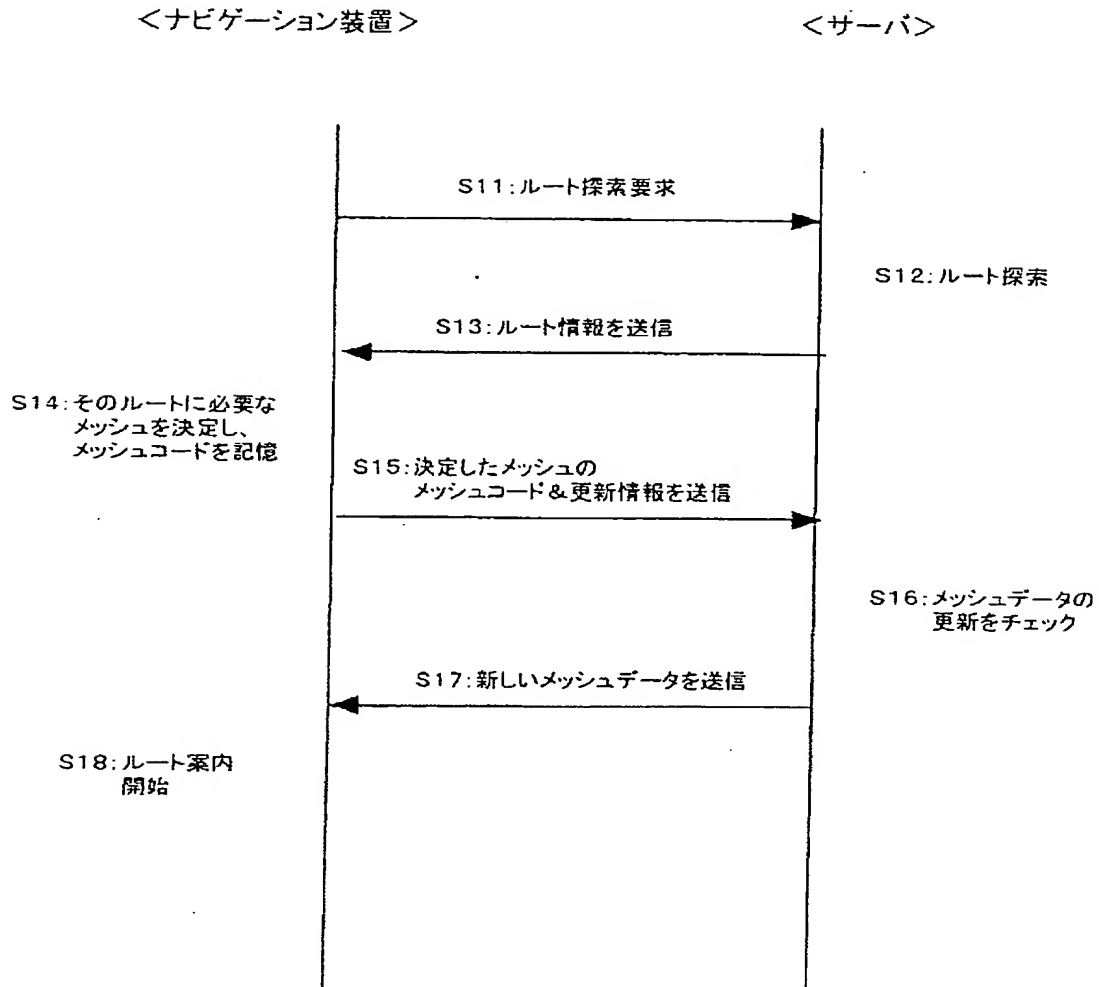 <ナビゲーション装置>
<サーバ>
S11:ルート探索要求
S12:ルート探索
S13:ルート情報を送信
S14:そのルートに必要な
メッシュを決定し、
メッシュコードを記憶
S15:決定したメッシュの
メッシュコード&更新情報を送信
S16:メッシュデータの
更新をチェック
S17:新しいメッシュデータを送信
S18:ルート案内
開始